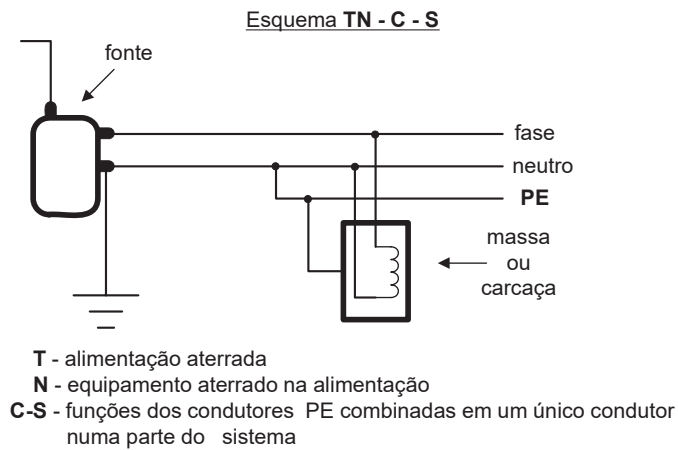 Esquema TN - C - S
fonte
fase
neutro
PE
massa
ou
carcaça
T - alimentação aterrada
N - equipamento aterrado na alimentação
C-S - funções dos condutores PE combinadas em um único condutor
numa parte do sistema